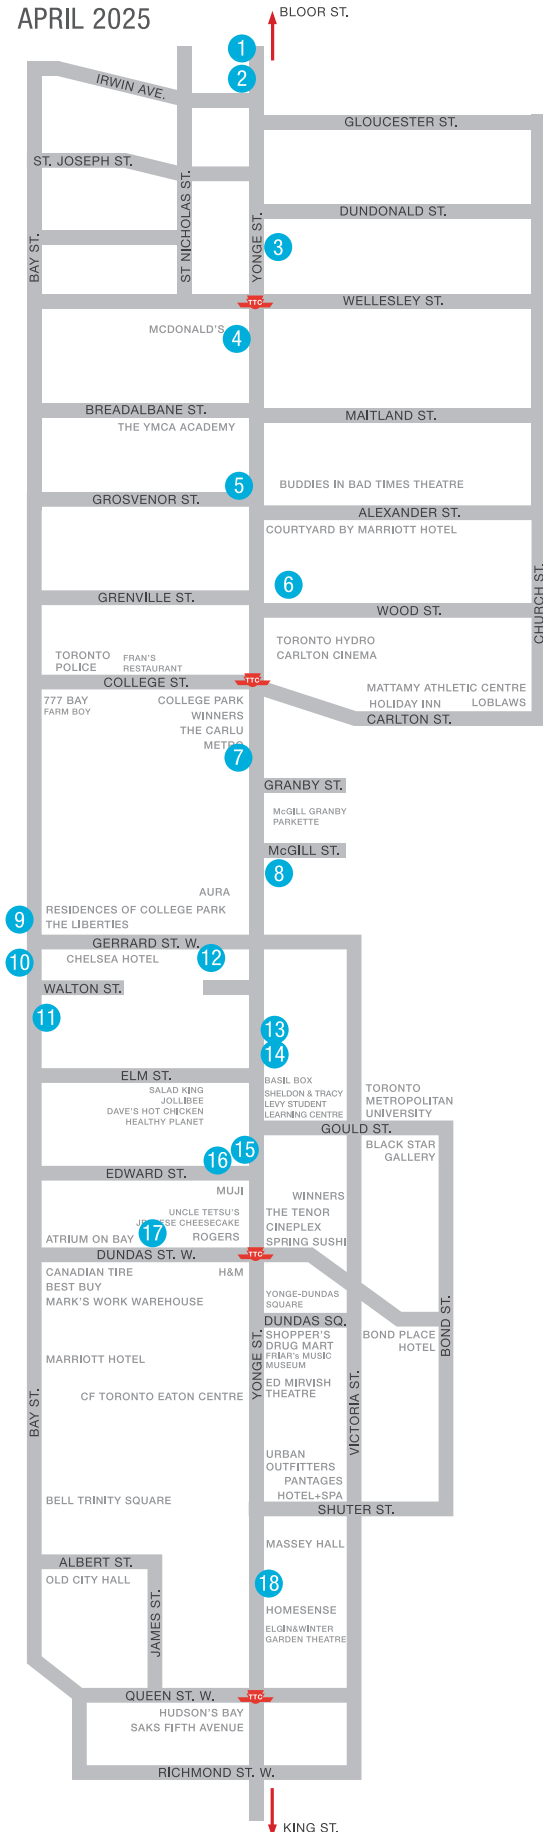 APRIL 2025
BLOOR ST.
1
2
IRWIN AVE.
GLOUCESTER ST.
ST. JOSEPH ST.
ST NICHOLAS ST.
DUNDONALD ST.
BAY ST.
YONGE ST.
3
TTC
WELLESLEY ST.
MCDONALD'S
4
BREADALBANE ST.
MAITLAND ST.
THE YMCA ACADEMY
5
BUDDIES IN BAD TIMES THEATRE
GROSVENOR ST.
ALEXANDER ST.
COURTYARD BY MARRIOTT HOTEL
6
GRENVILLE ST.
WOOD ST.
CHURCH ST.
TORONTO HYDRO
CARLTON CINEMA
TORONTO
POLICE
FRAN'S
RESTAURANT
COLLEGE ST.
TTC
MATTAMY ATHLETIC CENTRE
HOLIDAY INN
LOBLAWS
CARLTON ST.
777 BAY
FARM BOY
COLLEGE PARK
WINNERS
THE CARLU
METRO
7
GRANBY ST.
McGILL GRANBY
PARKETTE
McGILL ST.
8
AURA
9
RESIDENCES OF COLLEGE PARK
THE LIBERTIES
GERRARD ST. W.
10
CHELSEA HOTEL
12
WALTON ST.
11
13
14
ELM ST.
BASIL BOX
SHELDON & TRACY
LEVY STUDENT
LEARNING CENTRE
SALAD KING
JOLLIBEE
DAVE'S HOT CHICKEN
HEALTHY PLANET
TORONTO
METROPOLITAN
UNIVERSITY
GOULD ST.
BLACK STAR
GALLERY
15
16
EDWARD ST.
MUJI
WINNERS
UNCLE TETSU'S
CHEESECAKE
17
THE TENOR
CINEPLEX
SPRING SUSHI
ATRIUM ON BAY
ROGERS
DUNDAS ST. W.
TTC
CANADIAN TIRE
BEST BUY
MARK'S WORK WAREHOUSE
H&M
YONGE-DUNDAS
SQUARE
DUNDAS SQ.
BOND ST.
BOND PLACE
HOTEL
SHOPPER'S
DRUG MART
FRIAR's MUSIC
MUSEUM
YONGE ST.
MARRIOTT HOTEL
ED MIRVISH
THEATRE
CF TORONTO EATON CENTRE
BAY ST.
VICTORIA ST.
URBAN
OUTFITTERS
PANTAGES
HOTEL+SPA
BELL TRINITY SQUARE
SHUTER ST.
MASSEY HALL
ALBERT ST.
OLD CITY HALL
18
JAMES ST.
HOMESENSE
ELGIN&WINTER
GARDEN THEATRE
QUEEN ST. W.
TTC
HUDSON'S BAY
SAKS FIFTH AVENUE
RICHMOND ST. W.
KING ST.